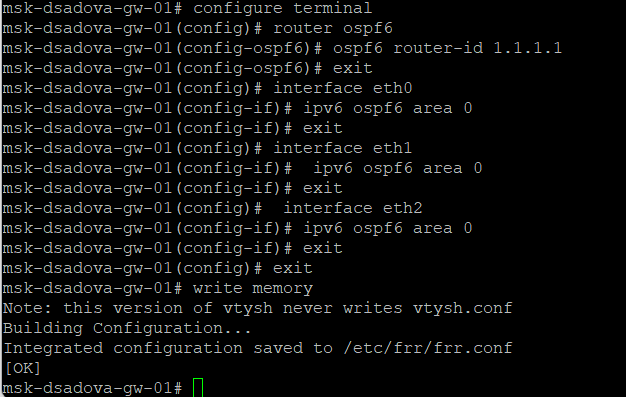 msk-dsadova-gw-01# configure terminal
msk-dsadova-gw-01(config)# router ospf6
msk-dsadova-gw-01(config-ospf6)# ospf6 router-id 1.1.1.1
msk-dsadova-gw-01(config-ospf6)# exit
msk-dsadova-gw-01(config)# interface eth0
msk-dsadova-gw-01(config-if)# ipv6 ospf6 area 0
msk-dsadova-gw-01(config-if)# exit
msk-dsadova-gw-01(config)# interface eth1
msk-dsadova-gw-01(config-if)#  ipv6 ospf6 area 0
msk-dsadova-gw-01(config-if)# exit
msk-dsadova-gw-01(config)#  interface eth2
msk-dsadova-gw-01(config-if)# ipv6 ospf6 area 0
msk-dsadova-gw-01(config-if)# exit
msk-dsadova-gw-01(config)# exit
msk-dsadova-gw-01# write memory
Note: this version of vtysh never writes vtysh.conf
Building Configuration...
Integrated configuration saved to /etc/frr/frr.conf
[OK]
msk-dsadova-gw-01#